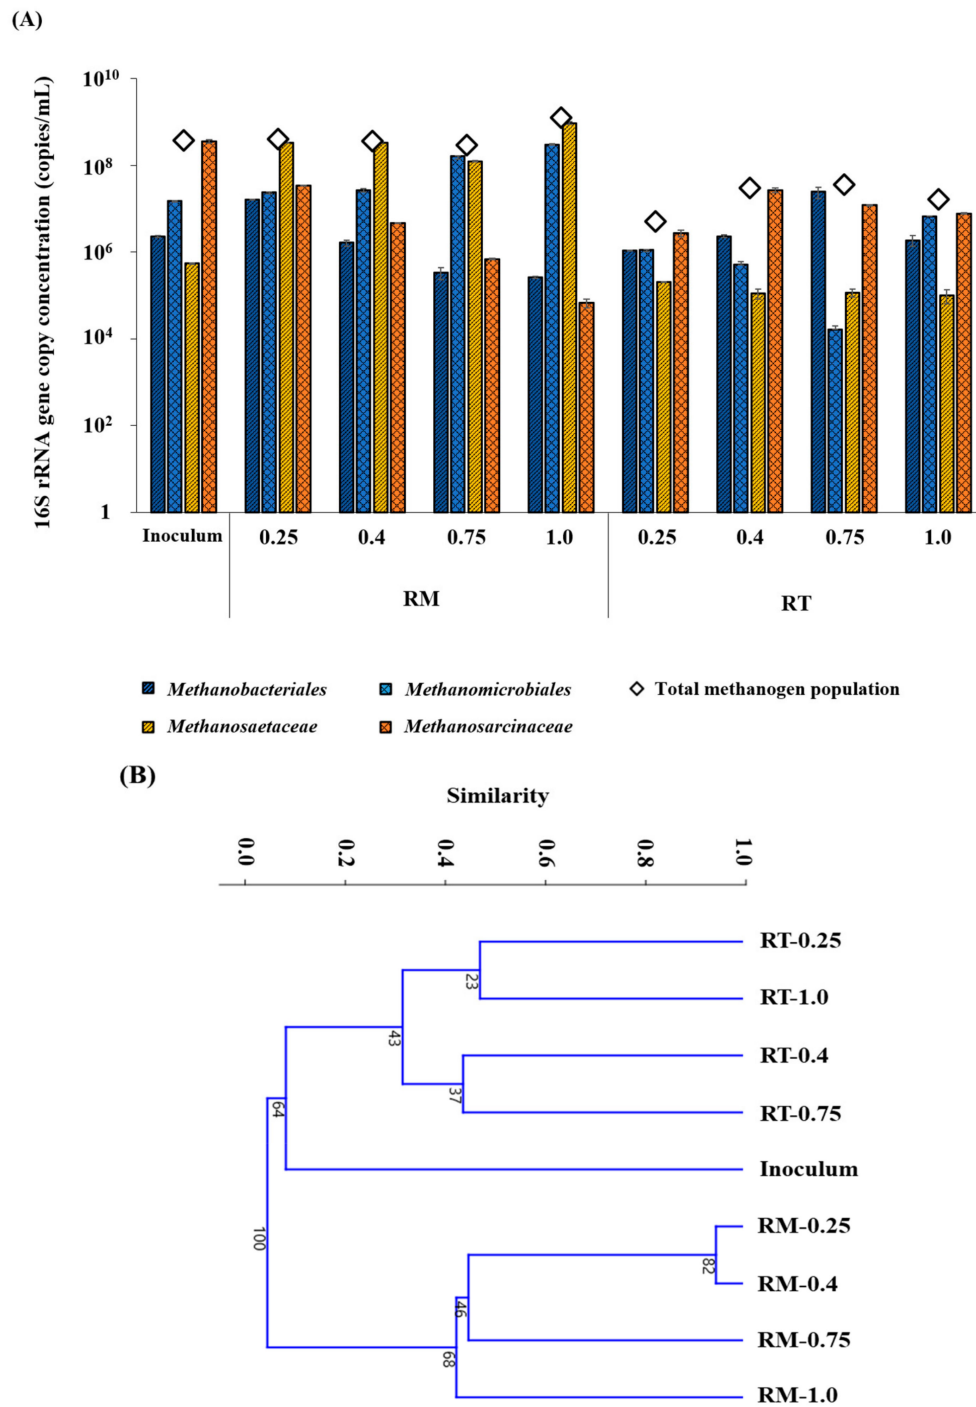 (A)
16S rRNA gene copy concentration (copies/mL)
10¹⁰
10⁸
10⁶
10⁴
10²
1
Inoculum 0.25 0.4 0.75 1.0 0.25 0.4 0.75 1.0
RM RT
Methanobacteriales Methanomicrobiales Total methanogen population
Methanosaetaceae Methanosarcinaceae
(B)
Similarity
0.0 0.2 0.4 0.6 0.8 1.0
RT-0.25
23
RT-1.0
43
RT-0.4
37
RT-0.75
64
Inoculum
RM-0.25
100
82
RM-0.4
46
RM-0.75
68
RM-1.0